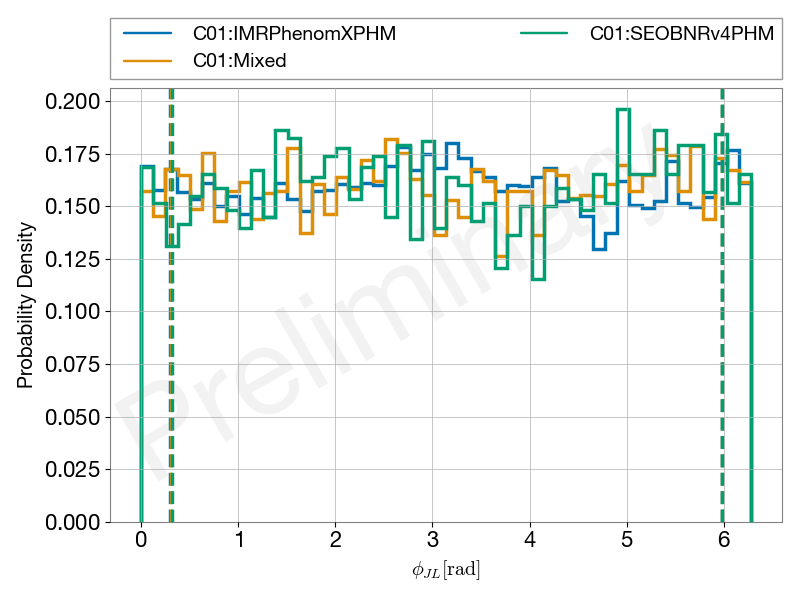 C01:IMRPhenomXPHM
C01:SEOBNRv4PHM
C01:Mixed
Probability Density
0.200
0.175
0.150
0.125
0.100
0.075
0.050
0.025
0.000
Preliminary
0 1 2 3 4 5 6
ϕJL[rad]